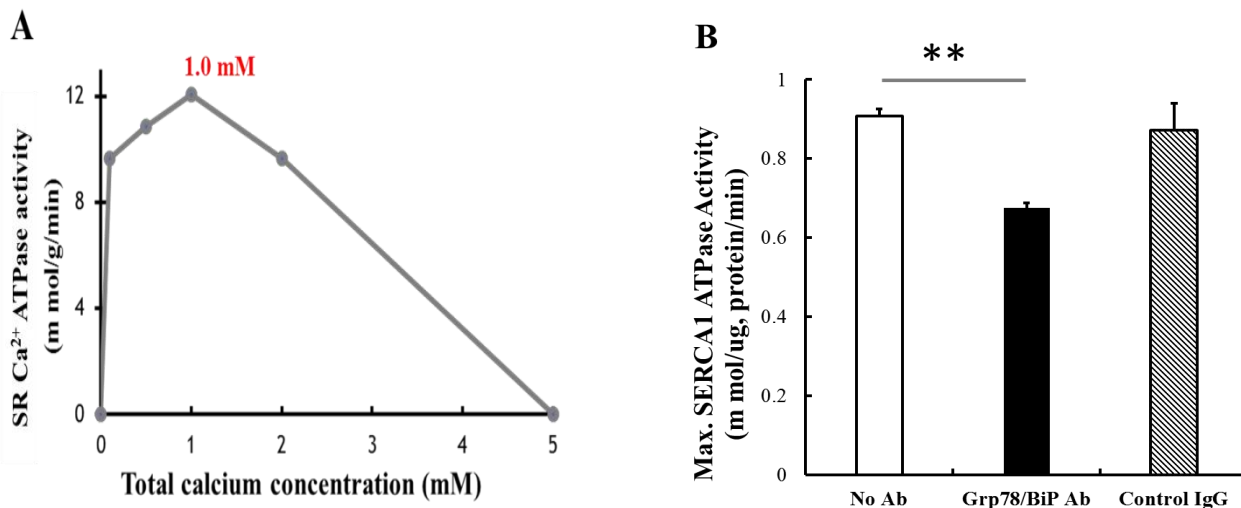 A
1.0 mM
SR Ca²⁺ ATPase activity
(m mol/g/min)
12
8
4
0
0 1 2 3 4 5
Total calcium concentration (mM)
B
**
Max. SERCA1 ATPase Activity
(m mol/ug, protein/min)
1
0.8
0.6
0.4
0.2
0
No Ab Grp78/BiP Ab Control IgG